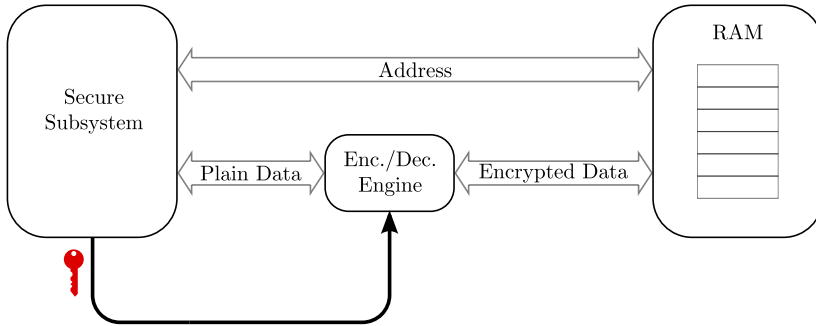 RAM
Address
Secure
Subsystem
Plain Data
Enc./Dec.
Engine
Encrypted Data